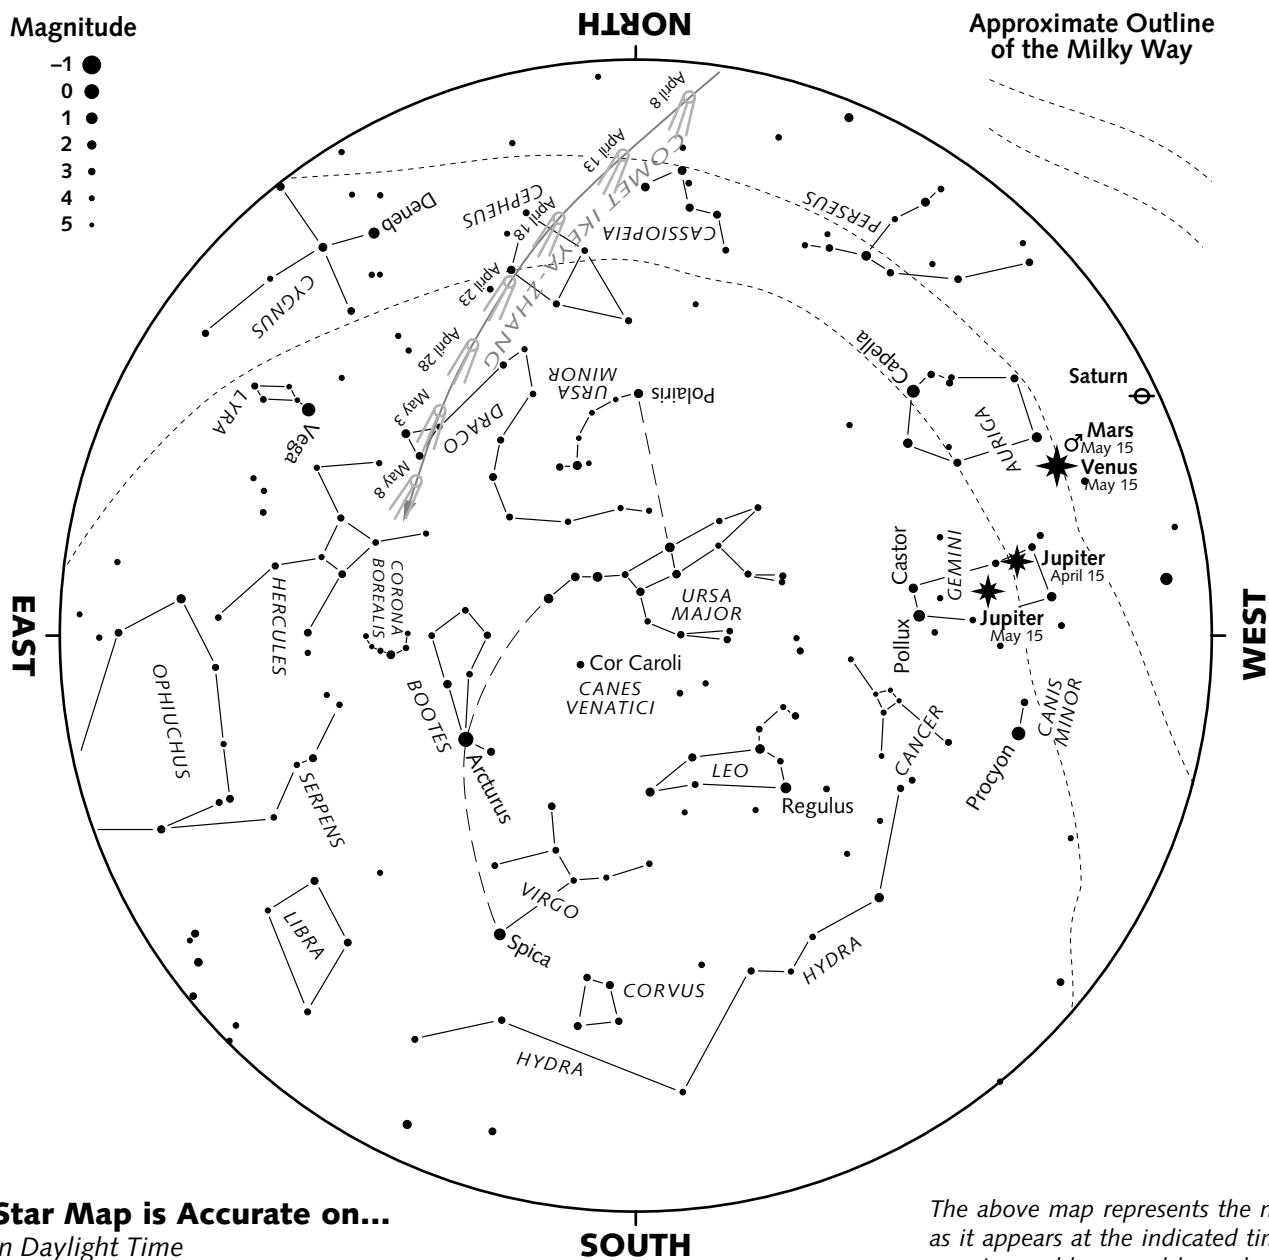 Magnitude
–1
0
1
2
3
4
5
NORTH
Approximate Outline
of the Milky Way
April 8
April 13
April 18
April 23
April 28
May 3
May 8
COMET IKEYA-ZHANG
CEPHEUS
CASSIOPEIA
PERSEUS
Deneb
CYGNUS
LYRA
Vega
DRACO
URSA
MINOR
Polairis
Capella
AURIGA
Saturn
Mars
May 15
Venus
May 15
EAST
HERCULES
CORONA
BOREALIS
URSA
MAJOR
Castor
GEMINI
Pollux
Jupiter
April 15
Jupiter
May 15
WEST
OPHIUCHUS
BOOTES
Cor Caroli
CANES
VENATICI
CANCER
CANIS
MINOR
Procyon
SERPENS
Arcturus
LEO
Regulus
LIBRA
VIRGO
Spica
CORVUS
HYDRA
HYDRA
Star Map is Accurate on...
n Daylight Time
SOUTH
The above map represents the n
as it appears at the indicated tim